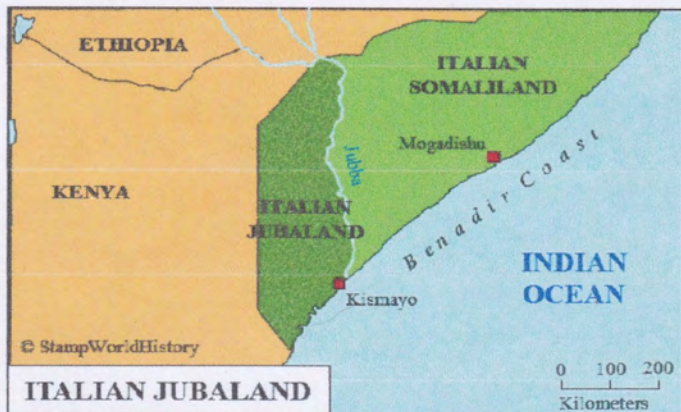 ETHIOPIA
ITALIAN
SOMALILAND
Mogadishu
Jubba
KENYA
ITALIAN
JUBALAND
Benadir Coast
INDIAN
OCEAN
Kismayo
© StampWorldHistory
ITALIAN JUBALAND
0 100 200
Kilometers